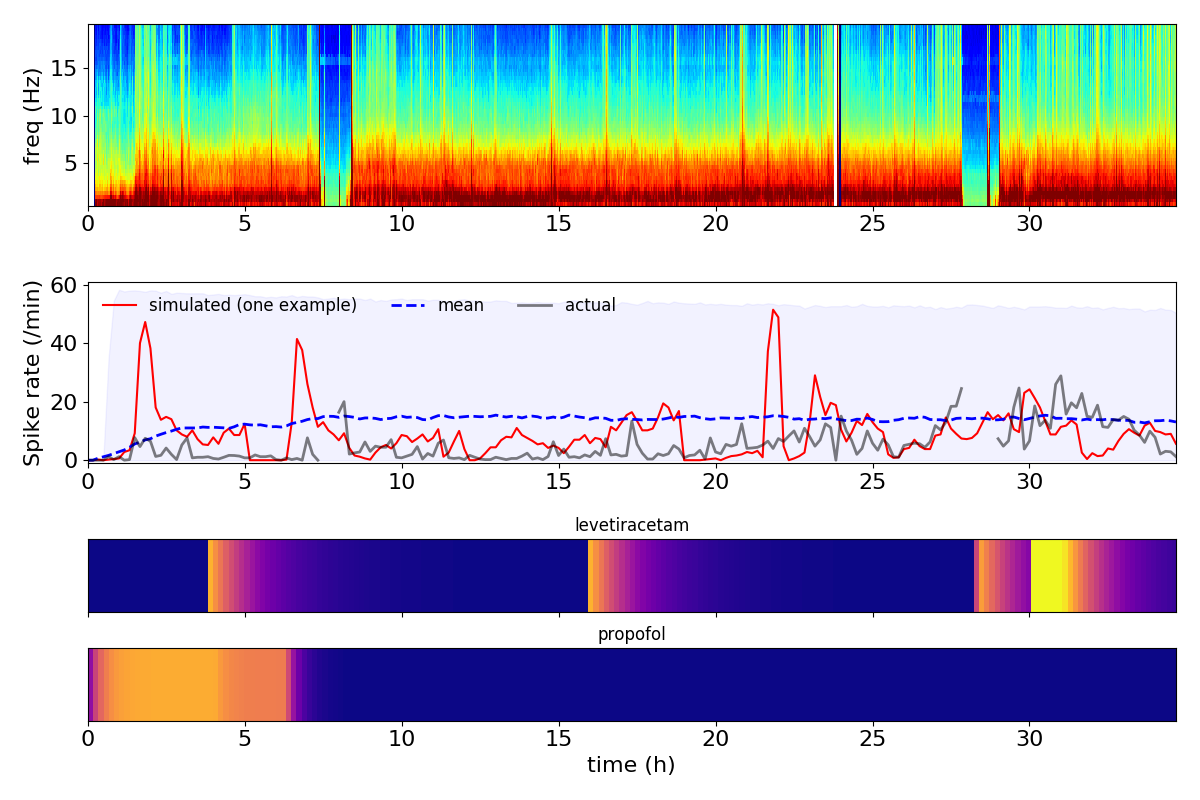 freq (Hz)
15
10
5
0 5 10 15 20 25 30
Spike rate (/min)
60
40
20
0
simulated (one example) mean actual
0 5 10 15 20 25 30
levetiracetam
propofol
0 5 10 15 20 25 30
time (h)